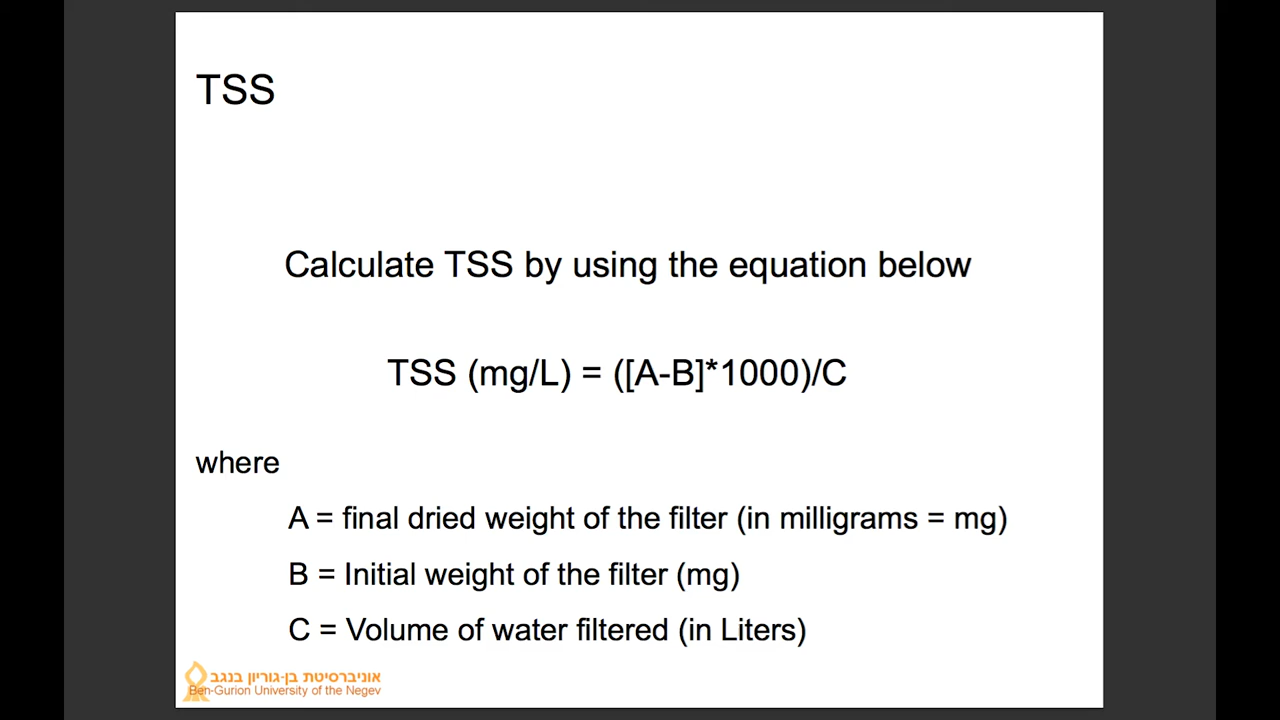 TSS
Calculate TSS by using the equation below
TSS (mg/L) = ([A-B]*1000)/C
where
A = final dried weight of the filter (in milligrams = mg)
B = Initial weight of the filter (mg)
C = Volume of water filtered (in Liters)
אוניברסיטת בן-גוריון בנגב
Ben-Gurion University of the Negev